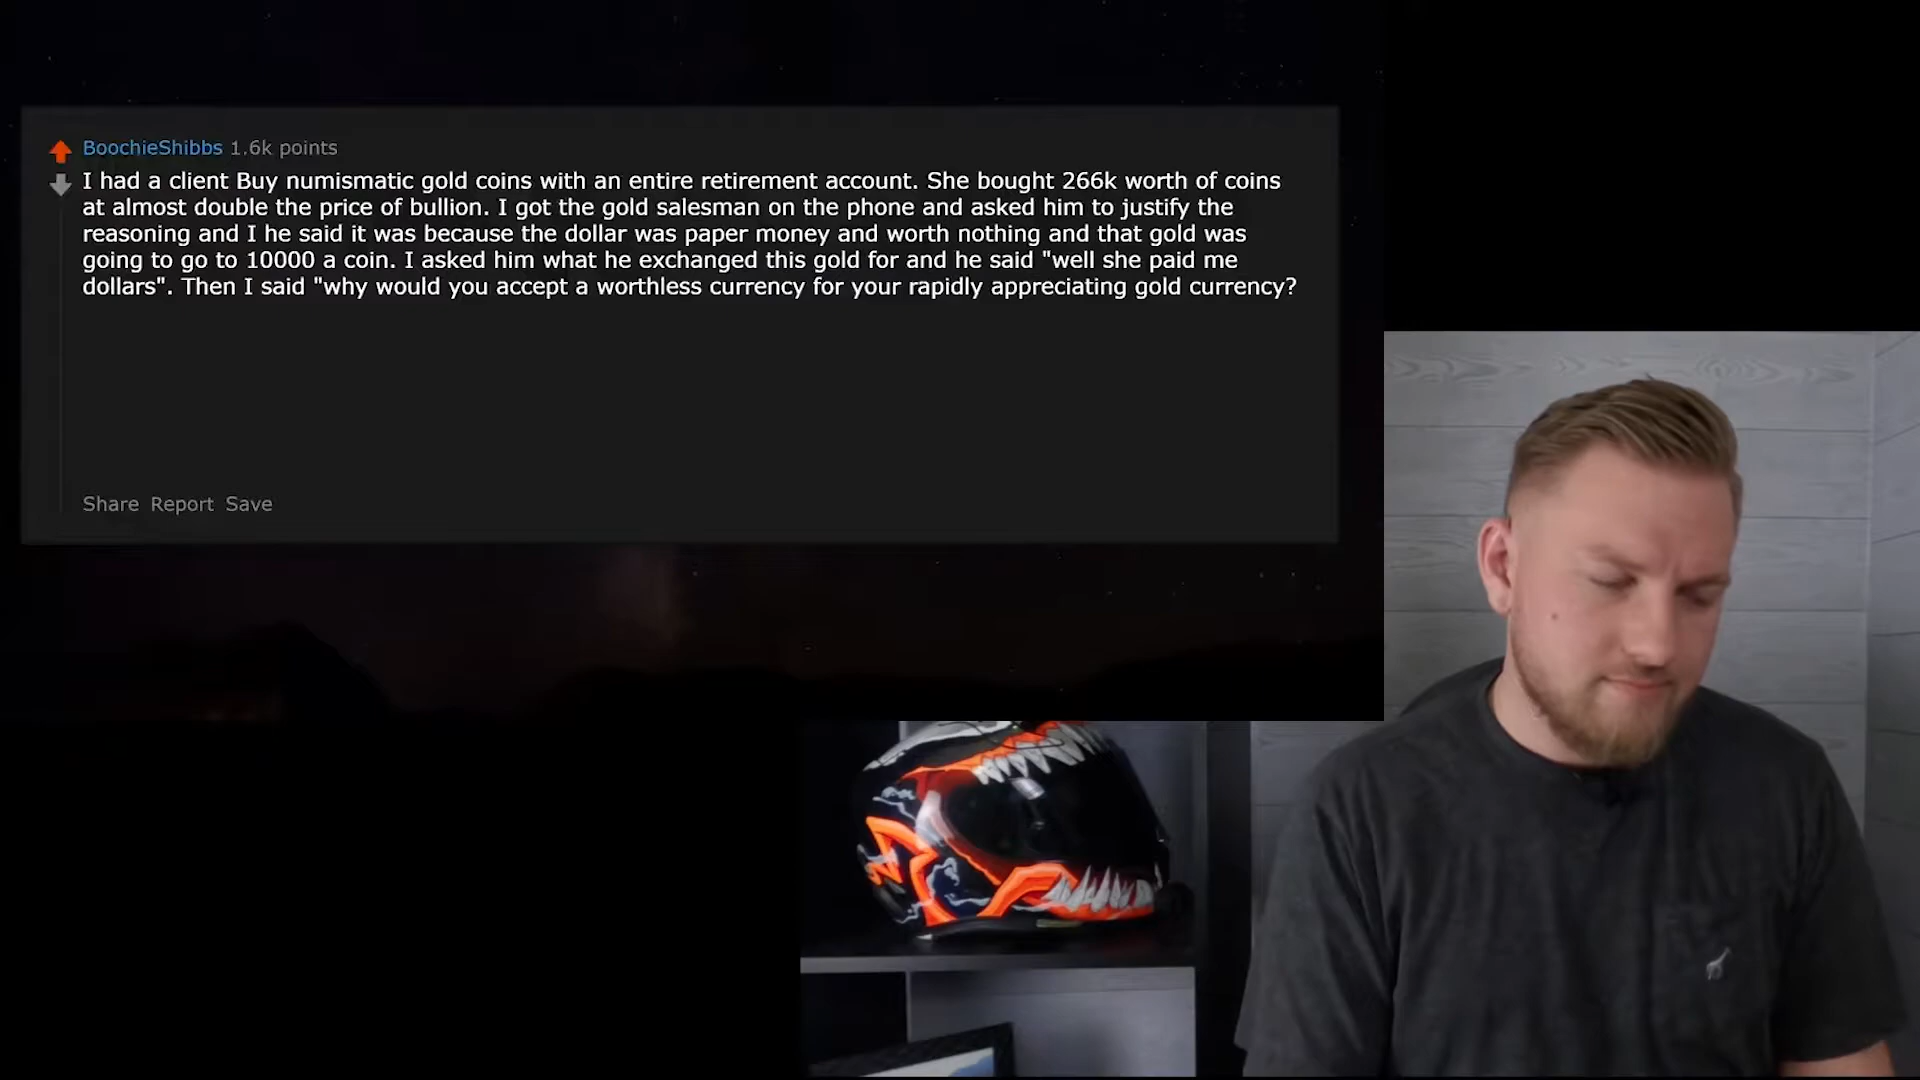 BoochieShibbs 1.6k points
I had a client Buy numismatic gold coins with an entire retirement account. She bought 266k worth of coins
at almost double the price of bullion. I got the gold salesman on the phone and asked him to justify the
reasoning and I he said it was because the dollar was paper money and worth nothing and that gold was
going to go to 10000 a coin. I asked him what he exchanged this gold for and he said "well she paid me
dollars". Then I said "why would you accept a worthless currency for your rapidly appreciating gold currency?
Share Report Save